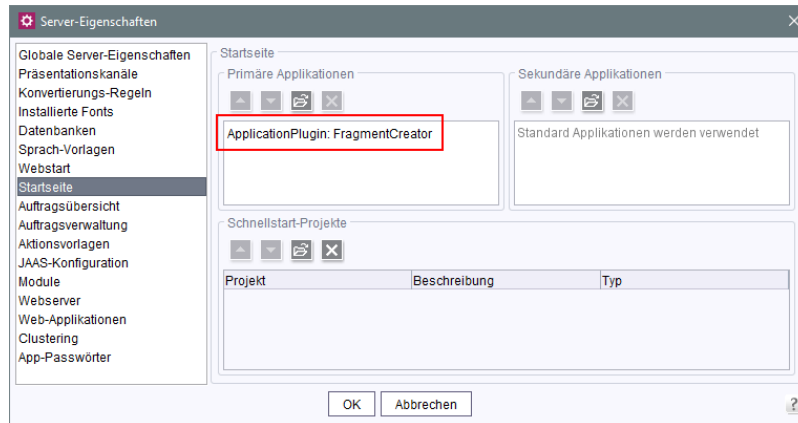 Server-Eigenschaften
Globale Server-Eigenschaften
Präsentationskanäle
Konvertierungs-Regeln
Installierte Fonts
Datenbanken
Sprach-Vorlagen
Webstart
Startseite
Auftragsübersicht
Auftragsverwaltung
Aktionsvorlagen
JAAS-Konfiguration
Module
Webserver
Web-Applikationen
Clustering
App-Passwörter
Startseite
Primäre Applikationen
ApplicationPlugin: FragmentCreator
Sekundäre Applikationen
Standard Applikationen werden verwendet
Schnellstart-Projekte
Projekt Beschreibung Typ
OK Abbrechen ?